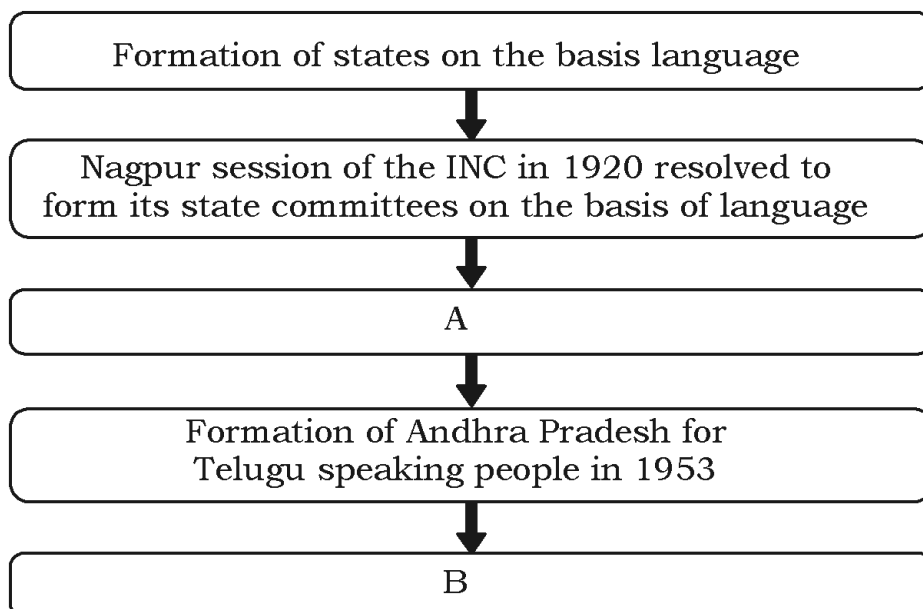 Formation of states on the basis language
Nagpur session of the INC in 1920 resolved to
form its state committees on the basis of language
A
Formation of Andhra Pradesh for
Telugu speaking people in 1953
B